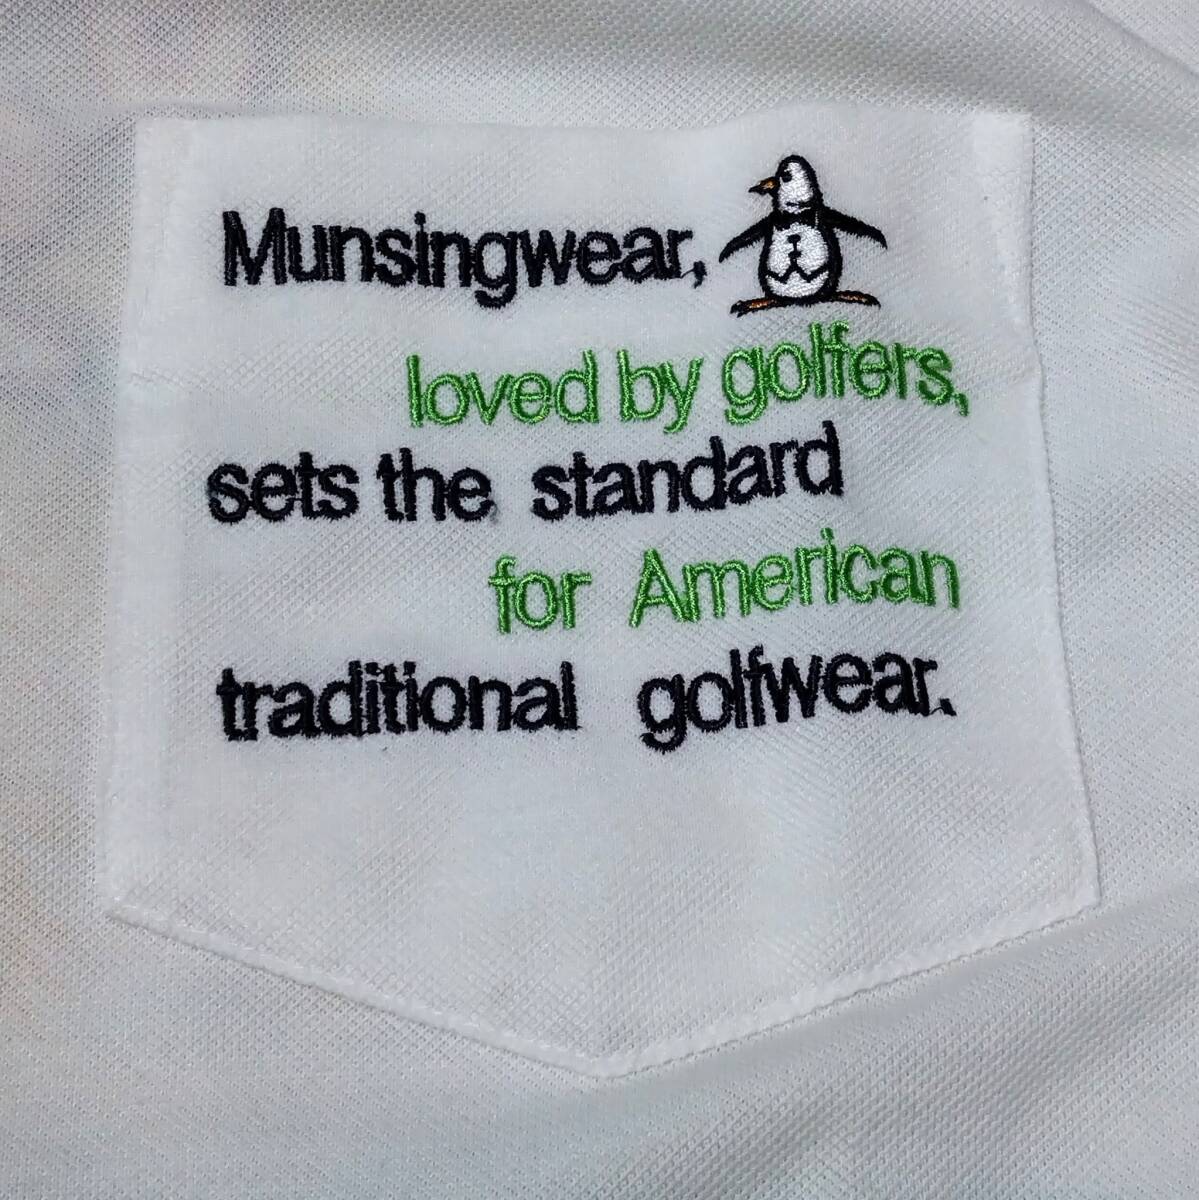 Munsingwear,
loved by golfers,
sets the standard
for American
traditional golfwear.